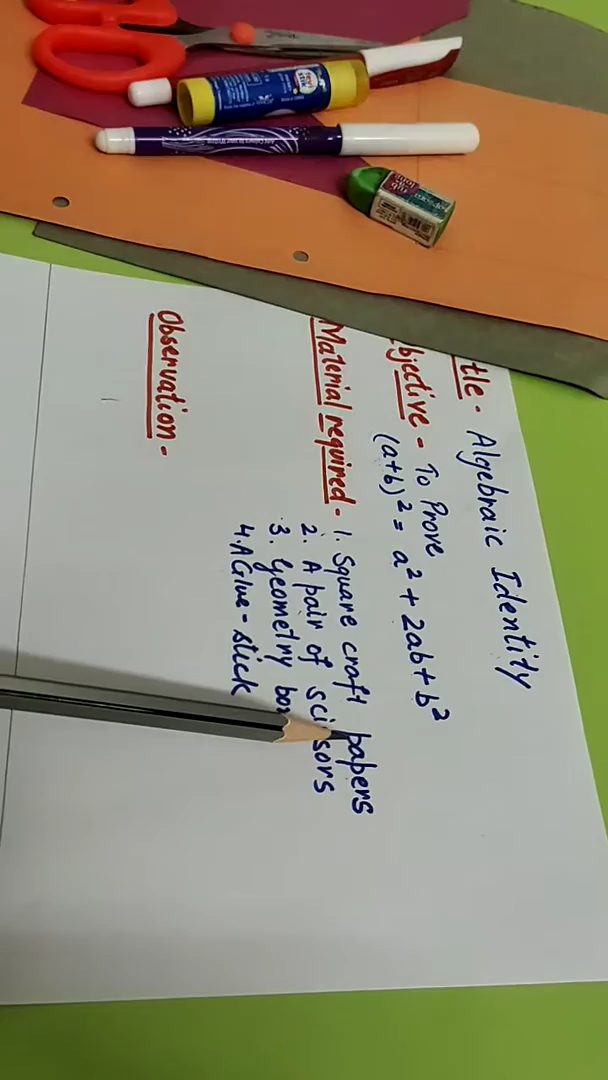 tle - Algebraic Identity
bjective - To Prove
(a+b)² = a² + 2ab + b²
Material required - 1. Square craft papers
2. A pair of scissors
3. Geometry bo
4. A Glue - stick
Observation -